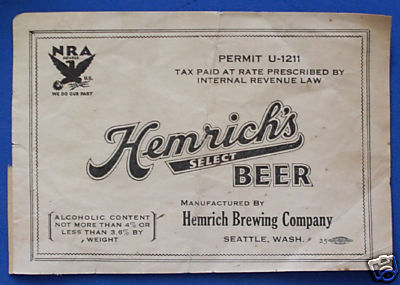 NRA
MEMBER
U.S.
WE DO OUR PART
PERMIT U-1211
TAX PAID AT RATE PRESCRIBED BY
INTERNAL REVENUE LAW
Hemrich's
SELECT
BEER
MANUFACTURED BY
Hemrich Brewing Company
SEATTLE, WASH.
ALCOHOLIC CONTENT
NOT MORE THAN 4% OR
LESS THAN 3.6% BY
WEIGHT